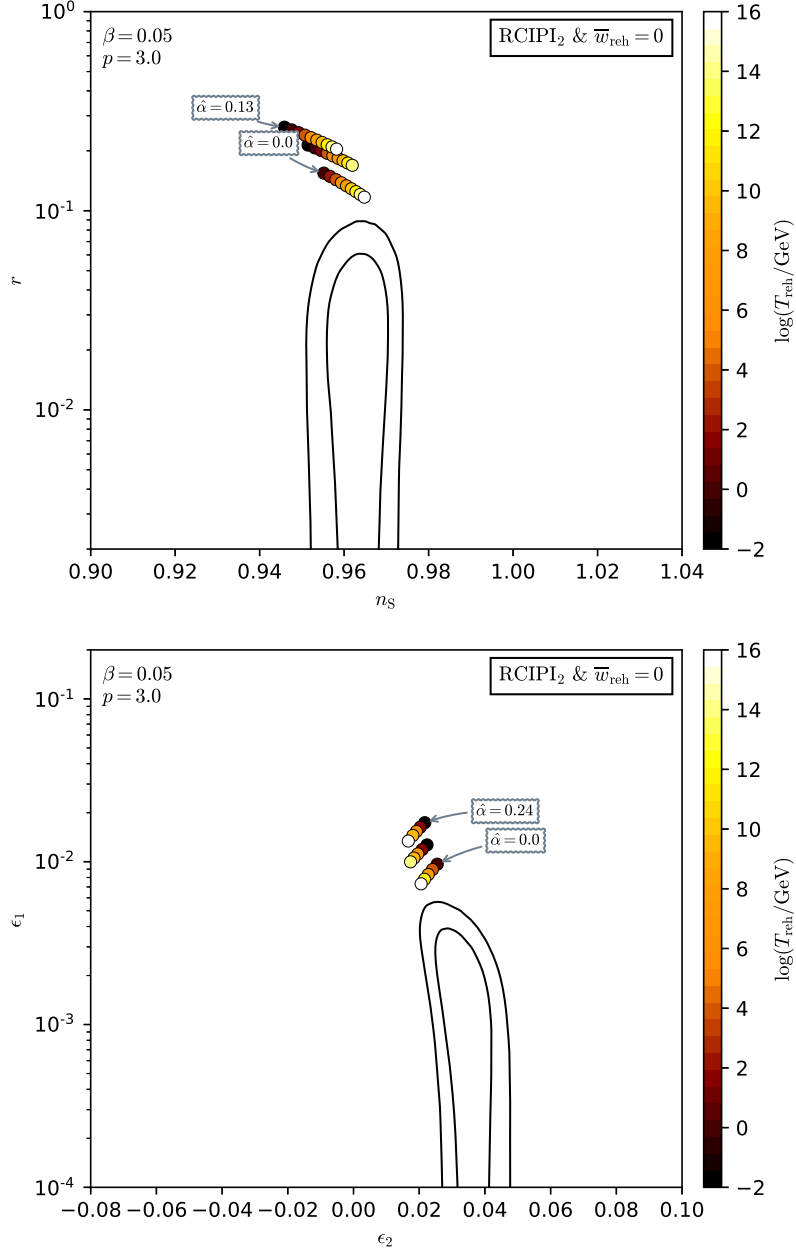 10⁰
β = 0.05
p = 3.0
RCIPI₂ & w̅reh = 0
α̂ = 0.13
α̂ = 0.0
10⁻¹
10⁻²
r
0.90 0.92 0.94 0.96 0.98 1.00 1.02 1.04
nS
16
14
12
10
8
6
4
2
0
−2
log(Treh/GeV)
β = 0.05
p = 3.0
RCIPI₂ & w̅reh = 0
10⁻¹
α̂ = 0.24
α̂ = 0.0
10⁻²
10⁻³
10⁻⁴
ϵ₁
−0.08 −0.06 −0.04 −0.02 0.00 0.02 0.04 0.06 0.08 0.10
ϵ₂
16
14
12
10
8
6
4
2
0
−2
log(Treh/GeV)